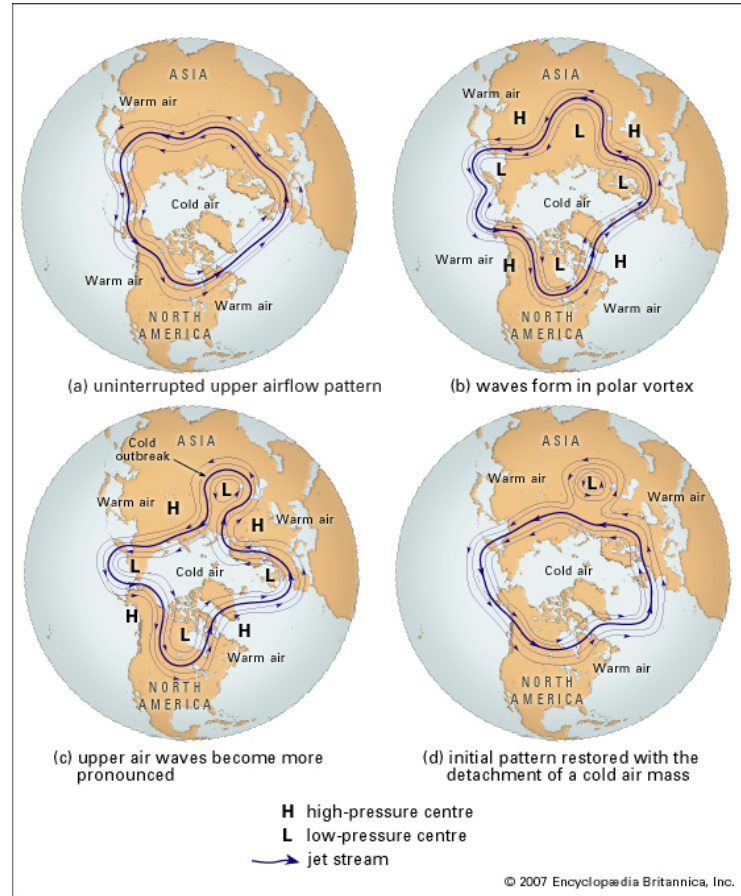 ASIA
Warm air
Cold air
Warm air
Warm air
NORTH
AMERICA
(a) uninterrupted upper airflow pattern
ASIA
Warm air
H
L
H
L
L
Cold air
Warm air
H
L
H
Warm air
NORTH
AMERICA
(b) waves form in polar vortex
ASIA
Cold
outbreak
L
Warm air
H
H
Warm air
L
Cold air
L
H
L
H
Warm air
NORTH
AMERICA
(c) upper air waves become more
pronounced
ASIA
Warm air
L
Warm air
Cold air
Warm air
NORTH
AMERICA
(d) initial pattern restored with the
detachment of a cold air mass
H high-pressure centre
L low-pressure centre
jet stream
© 2007 Encyclopædia Britannica, Inc.